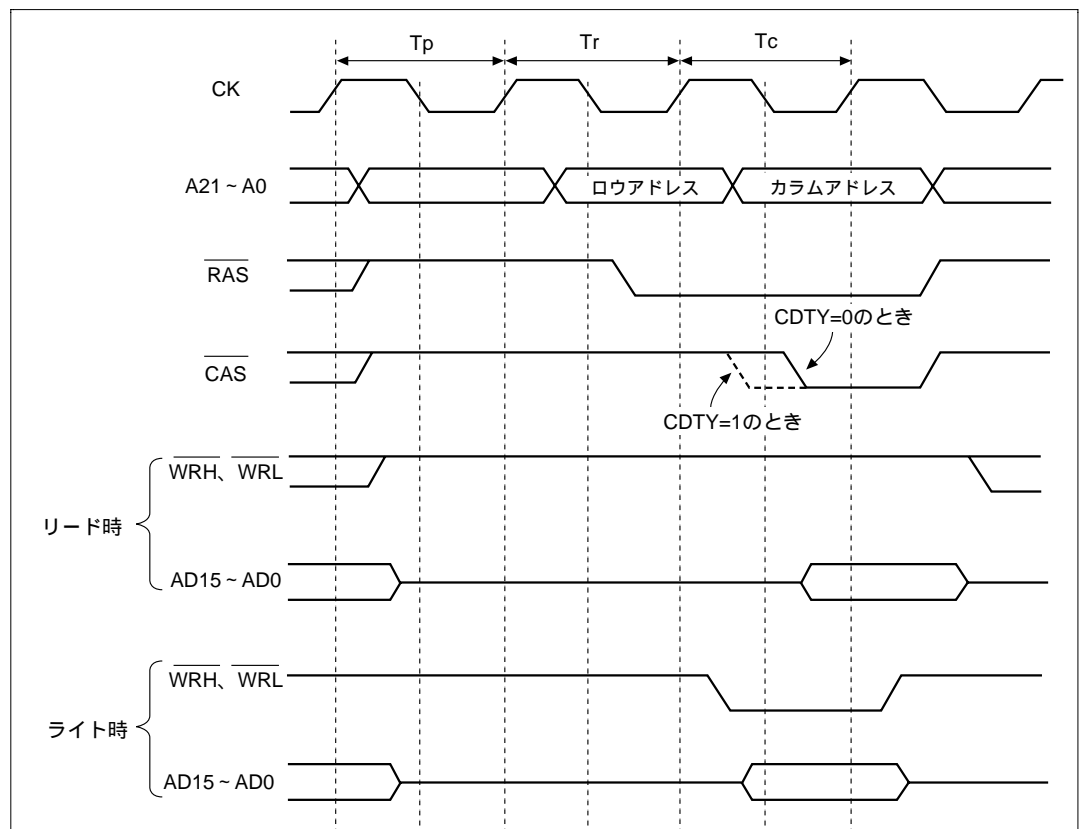 Tp Tr Tc
CK
A21 ~ A0 ロウアドレス カラムアドレス
RAS
CDTY=0のとき
CAS
CDTY=1のとき
WRH、WRL
リード時
AD15 ~ AD0
WRH、WRL
ライト時
AD15 ~ AD0